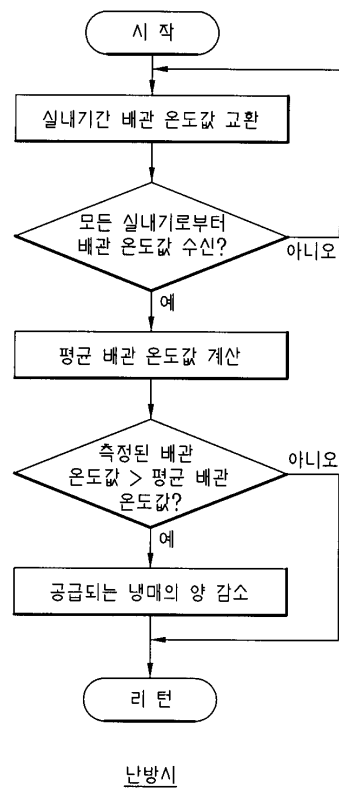 시 작
실내기간 배관 온도값 교환
모든 실내기로부터
배관 온도값 수신?
아니오
예
평균 배관 온도값 계산
측정된 배관
온도값 > 평균 배관
온도값?
아니오
예
공급되는 냉매의 양 감소
리 턴
난방시